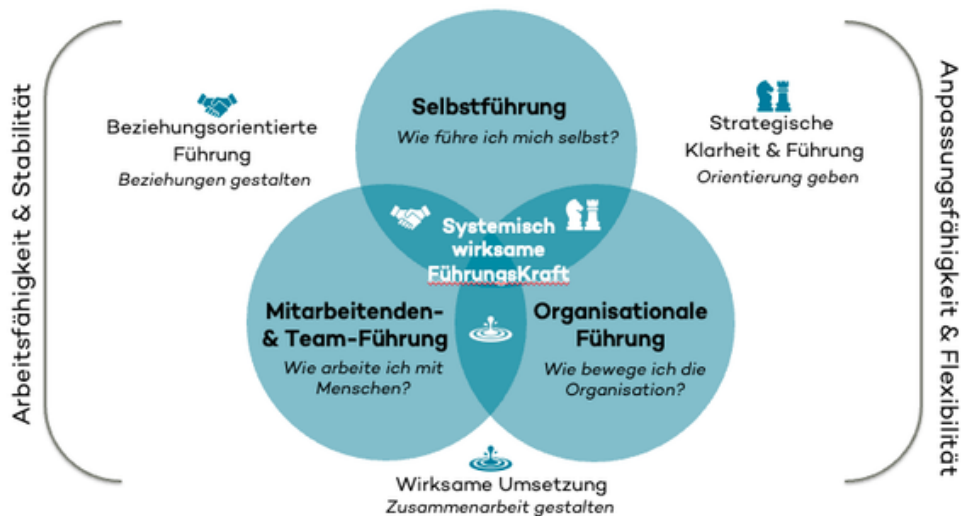 Arbeitsfähigkeit & Stabilität
Beziehungsorientierte
Führung
Beziehungen gestalten
Selbstführung
Wie führe ich mich selbst?
Strategische
Klarheit & Führung
Orientierung geben
Anpassungsfähigkeit & Flexibilität
Systemisch
wirksame
FührungsKraft
Mitarbeitenden-
& Team-Führung
Wie arbeite ich mit
Menschen?
Organisationale
Führung
Wie bewege ich die
Organisation?
Wirksame Umsetzung
Zusammenarbeit gestalten